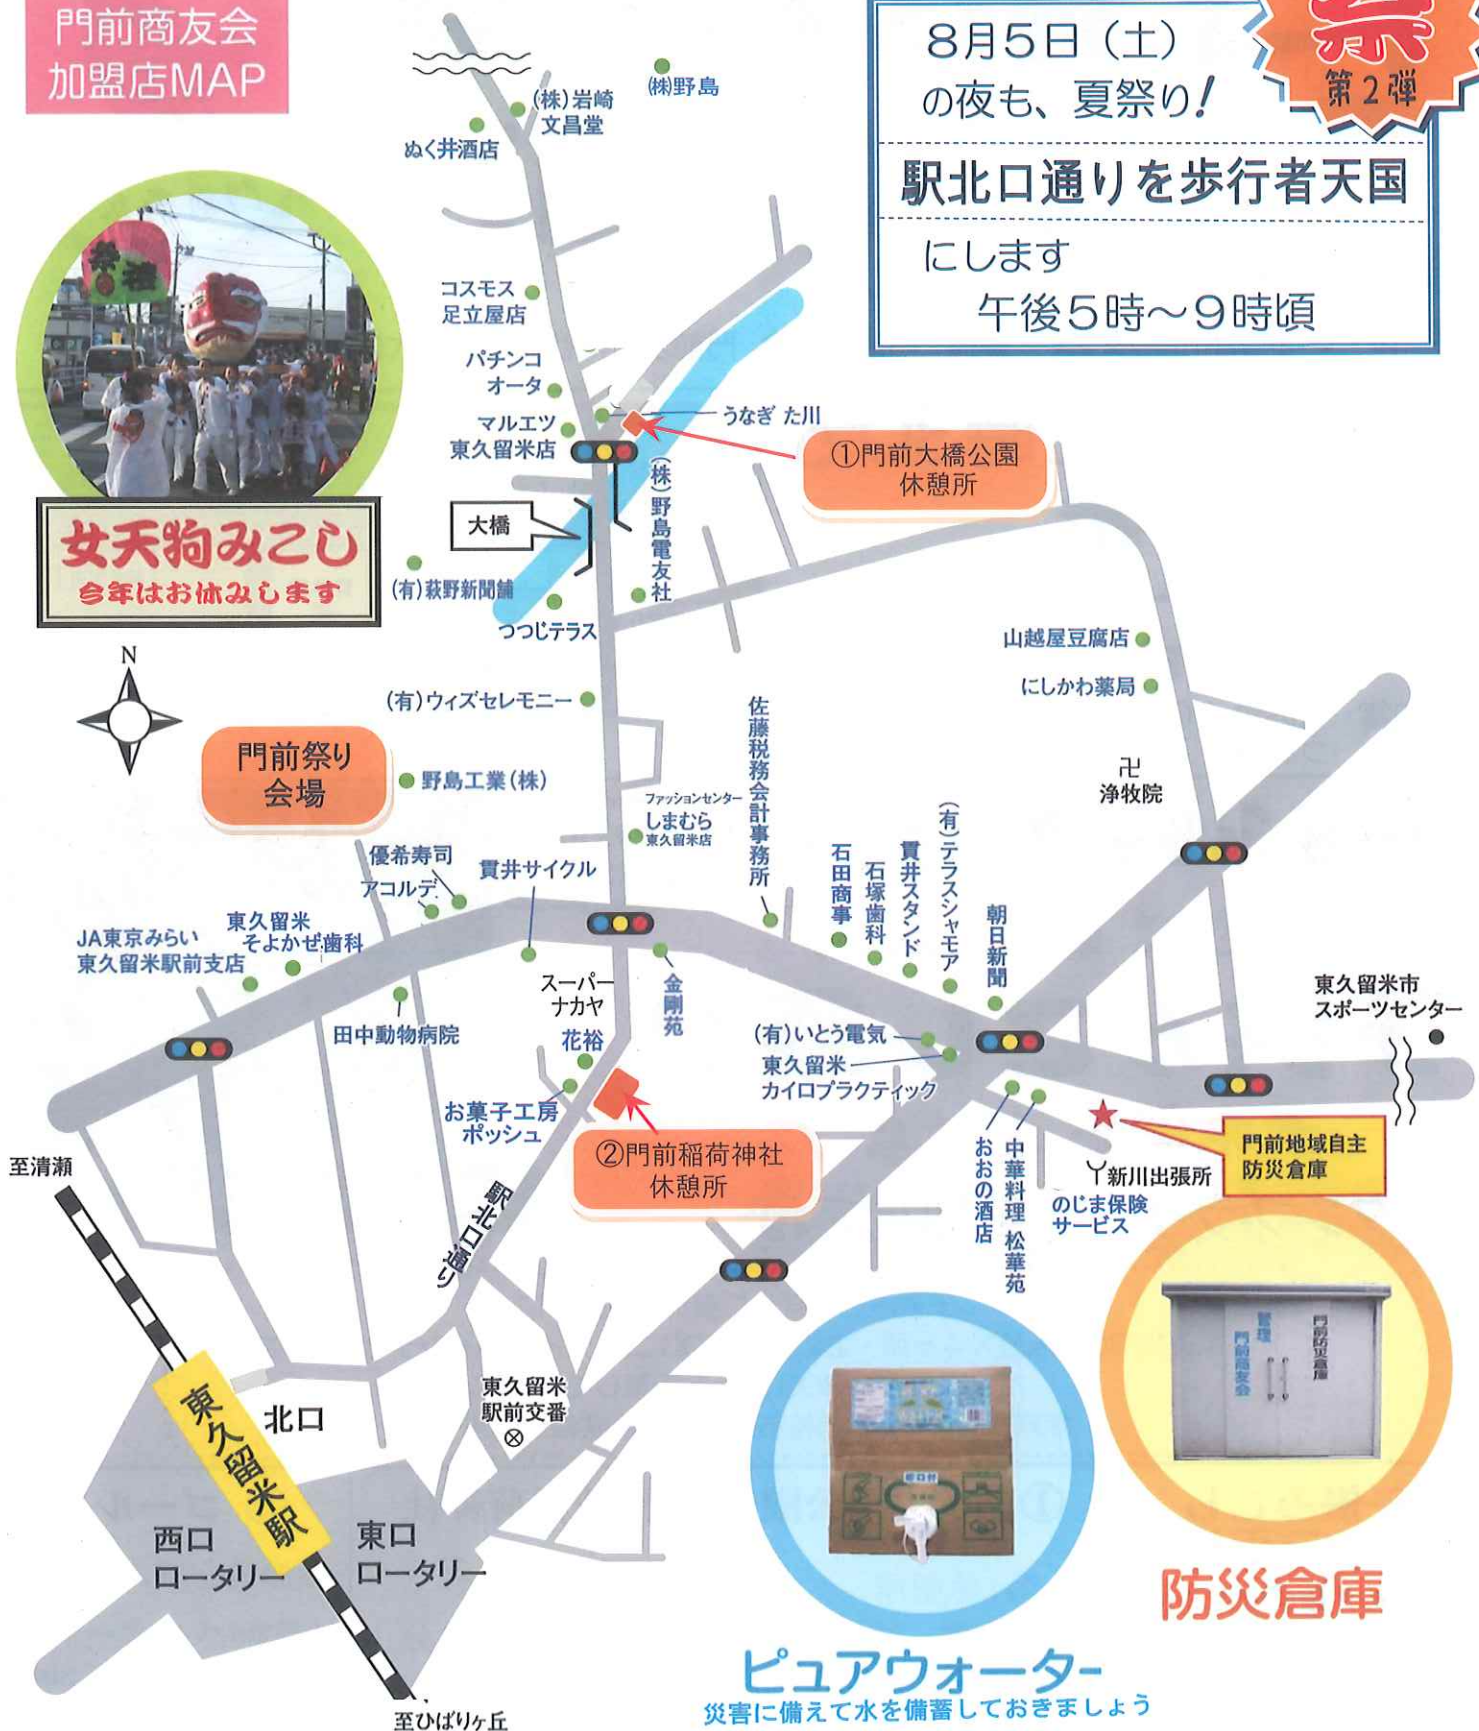 門前商友会
加盟店MAP
8月5日（土）
の夜も、夏祭り!
祭
第2弾
駅北口通りを歩行者天国
にします
午後5時〜9時頃
(株)野島
(株)岩崎
文昌堂
ぬく井酒店
コスモス
足立屋店
パチンコ
オータ
マルエツ
東久留米店
うなぎ た川
①門前大橋公園
休憩所
(株)野島電友社
大橋
(有)萩野新聞舗
つつじテラス
女天狗みこし
今年はお休みします
N
(有)ウィズセレモニー
門前祭り
会場
野島工業(株)
ファッションセンター
しまむら
東久留米店
佐藤税務会計事務所
山越屋豆腐店
にしかわ薬局
卍
浄牧院
優希寿司
アコルデ
貫井サイクル
東久留米
そよかぜ歯科
JA東京みらい
東久留米駅前支店
田中動物病院
スーパー
ナカヤ
金剛苑
花裕
お菓子工房
ポッシュ
石田商事
石塚歯科
貫井スタンド
(有)テラスシャモア
朝日新聞
(有)いとう電気
東久留米
カイロプラクティック
東久留米市
スポーツセンター
②門前稲荷神社
休憩所
おおの酒店
中華料理 松華苑
新川出張所
のじま保険
サービス
門前地域自主
防災倉庫
至清瀬
駅北口通り
東久留米
駅前交番
北口
東久留米駅
西口
ロータリー
東口
ロータリー
至ひばりヶ丘
管理
門前商友会
門前防災倉庫
防災倉庫
ピュアウォーター
災害に備えて水を備蓄しておきましょう